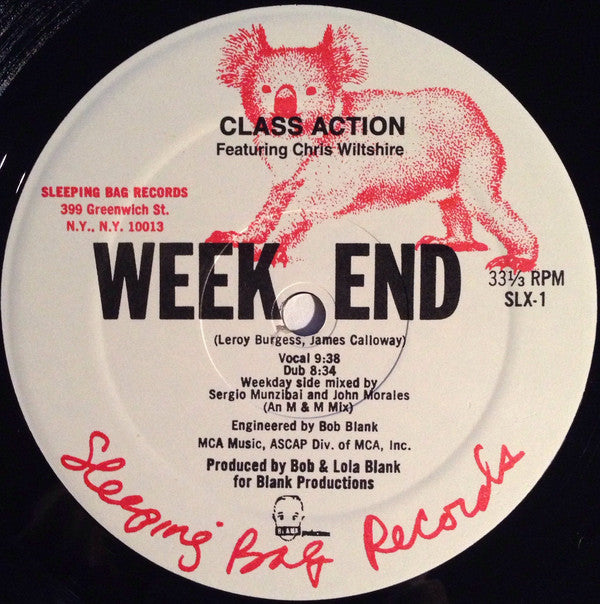 CLASS ACTION
Featuring Chris Wiltshire
SLEEPING BAG RECORDS
399 Greenwich St.
N.Y., N.Y. 10013
WEEK END
33⅓ RPM
SLX-1
(Leroy Burgess, James Calloway)
Vocal 9:38
Dub 8:34
Weekday side mixed by
Sergio Munzibai and John Morales
(An M & M Mix)
Engineered by Bob Blank
MCA Music, ASCAP Div. of MCA, Inc.
Produced by Bob & Lola Blank
for Blank Productions
BLANK productions
Sleeping Bag Records